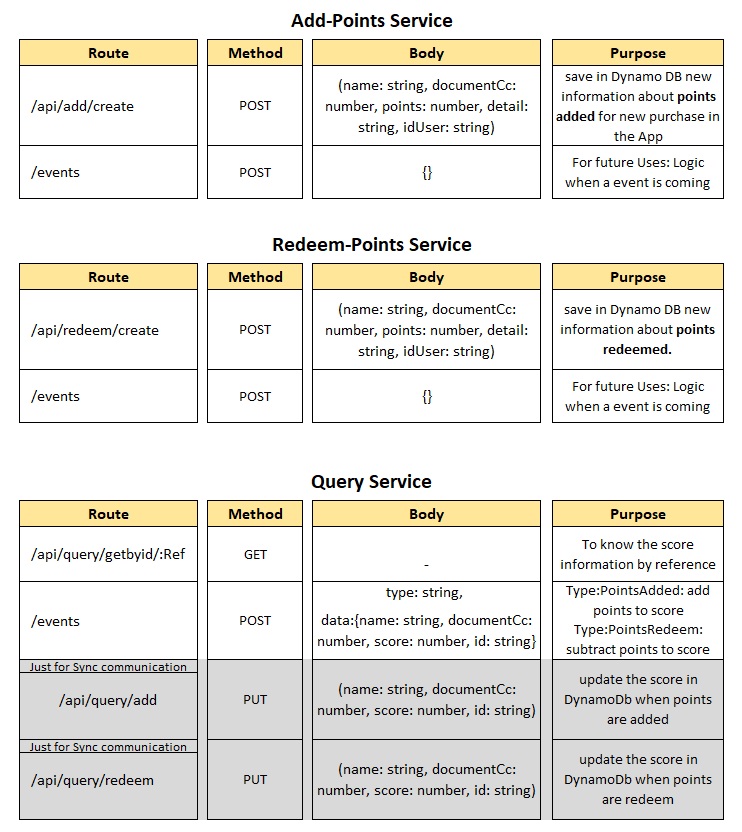 Add-Points Service
Route
Method
Body
Purpose
/api/add/create
POST
(name: string, documentCc:
number, points: number, detail:
string, idUser: string)
save in Dynamo DB new
information about points
added for new purchase in
the App
/events
POST
{}
For future Uses: Logic
when a event is coming
Redeem-Points Service
Route
Method
Body
Purpose
/api/redeem/create
POST
(name: string, documentCc:
number, points: number, detail:
string, idUser: string)
save in Dynamo DB new
information about points
redeemed.
/events
POST
{}
For future Uses: Logic
when a event is coming
Query Service
Route
Method
Body
Purpose
/api/query/getbyid/:Ref
GET
-
To know the score
information by reference
/events
POST
type: string,
data:{name: string, documentCc:
number, score: number, id: string}
Type:PointsAdded: add
points to score
Type:PointsRedeem:
subtract points to score
Just for Sync communication
/api/query/add
PUT
(name: string, documentCc:
number, score: number, id: string)
update the score in
DynamoDb when points
are added
Just for Sync communication
/api/query/redeem
PUT
(name: string, documentCc:
number, score: number, id: string)
update the score in
DynamoDb when points
are redeem